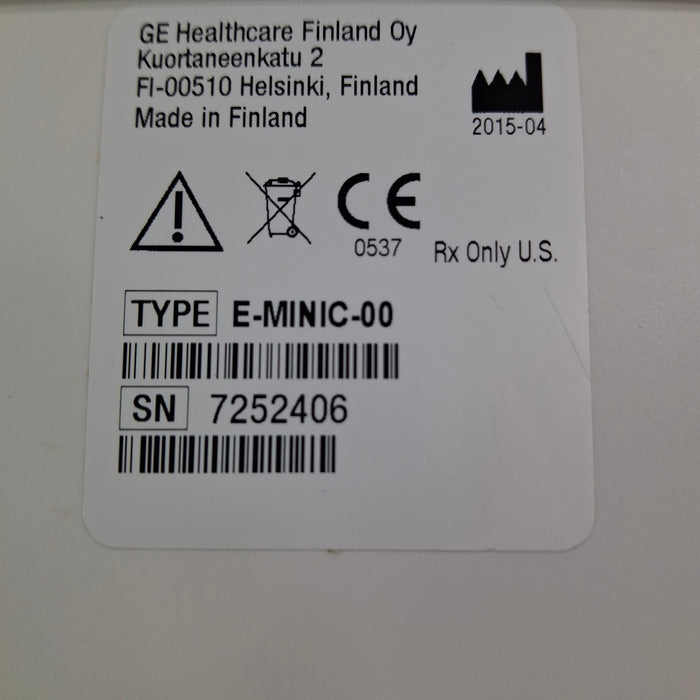 GE Healthcare Finland Oy
Kuortaneenkatu 2
FI-00510 Helsinki, Finland
Made in Finland
2015-04
CE
0537
Rx Only U.S.
TYPE E-MINIC-00
SN 7252406